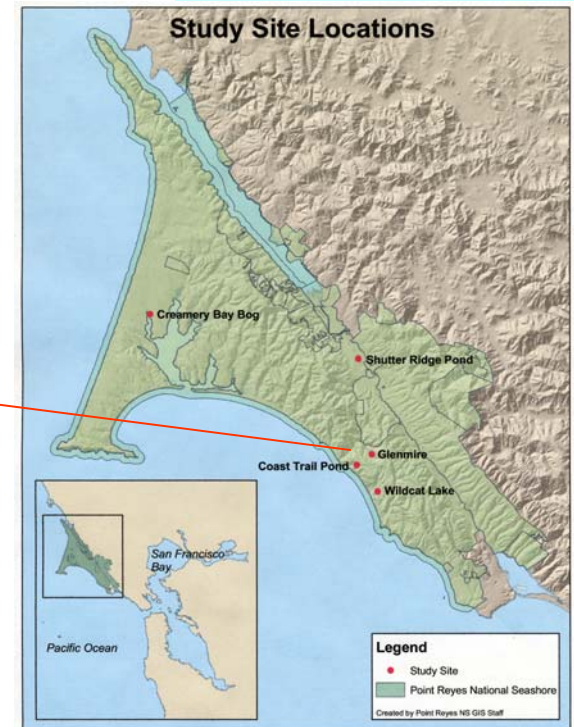 Study Site Locations
Creamery Bay Bog
Shutter Ridge Pond
Glenmire
Coast Trail Pond
Wildcat Lake
San Francisco
Bay
Pacific Ocean
Legend
Study Site
Point Reyes National Seashore
Created by Point Reyes NS GIS Staff